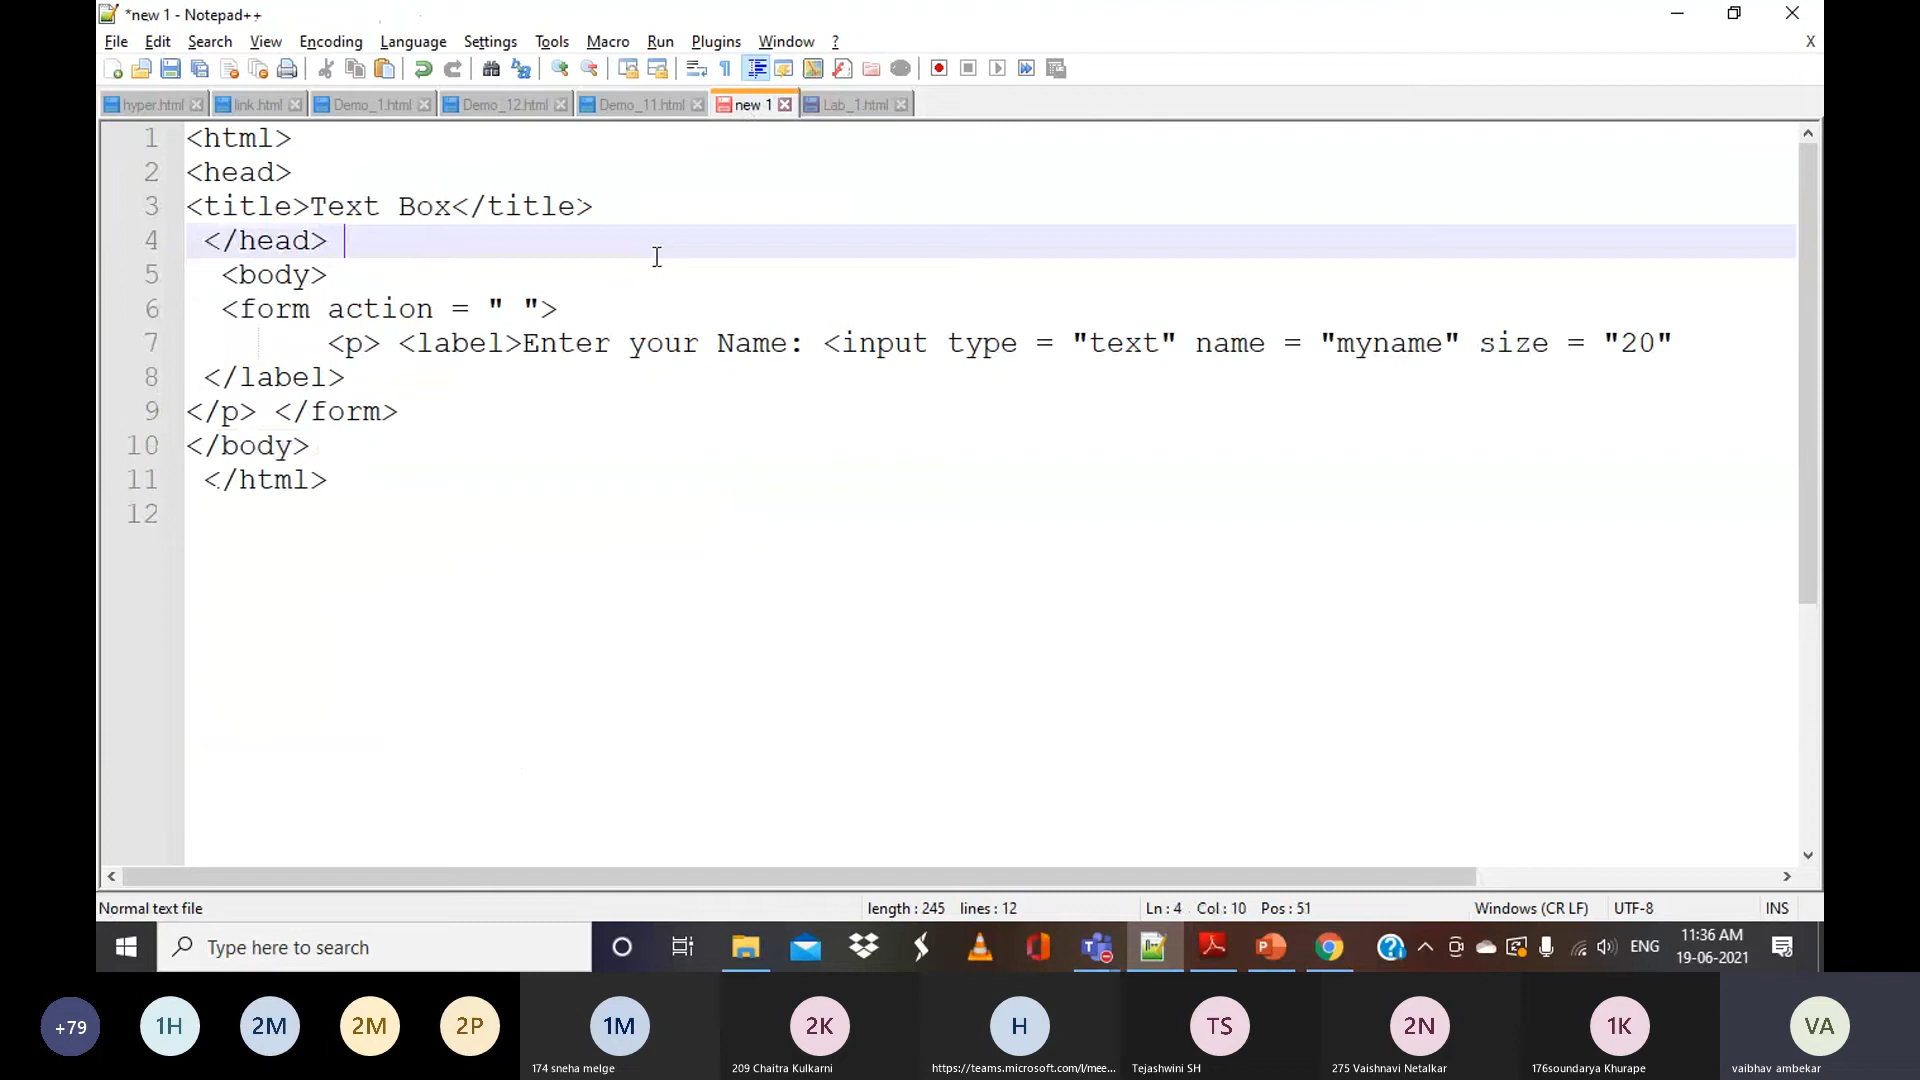 *new 1 - Notepad++
File Edit Search View Encoding Language Settings Tools Macro Run Plugins Window ? X
hyper.html link.html Demo_1.html Demo_12.html Demo_11.html new 1 Lab_1.html
1 <html>
2 <head>
3 <title>Text Box</title>
4 </head>
5 <body>
6 <form action = " ">
7 <p> <label>Enter your Name: <input type = "text" name = "myname" size = "20"
8 </label>
9 </p> </form>
10 </body>
11 </html>
12
Normal text file length : 245 lines : 12 Ln : 4 Col : 10 Pos : 51 Windows (CR LF) UTF-8 INS
Type here to search ENG 11:36 AM
19-06-2021
+79 1H 2M 2M 2P 1M 2K H TS 2N 1K VA
174 sneha melge 209 Chaitra Kulkarni https://teams.microsoft.com/l/mee... Tejashwini SH 275 Vaishnavi Netalkar 176soundarya Khurape vaibhav ambekar